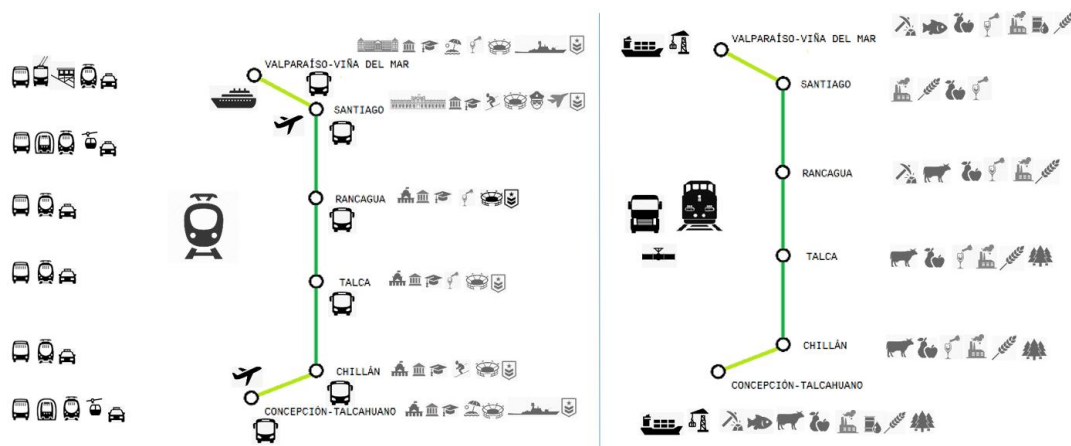 VALPARAÍSO-VIÑA DEL MAR
SANTIAGO
RANCAGUA
TALCA
CHILLÁN
CONCEPCIÓN-TALCAHUANO
VALPARAÍSO-VIÑA DEL MAR
SANTIAGO
RANCAGUA
TALCA
CHILLÁN
CONCEPCIÓN-TALCAHUANO